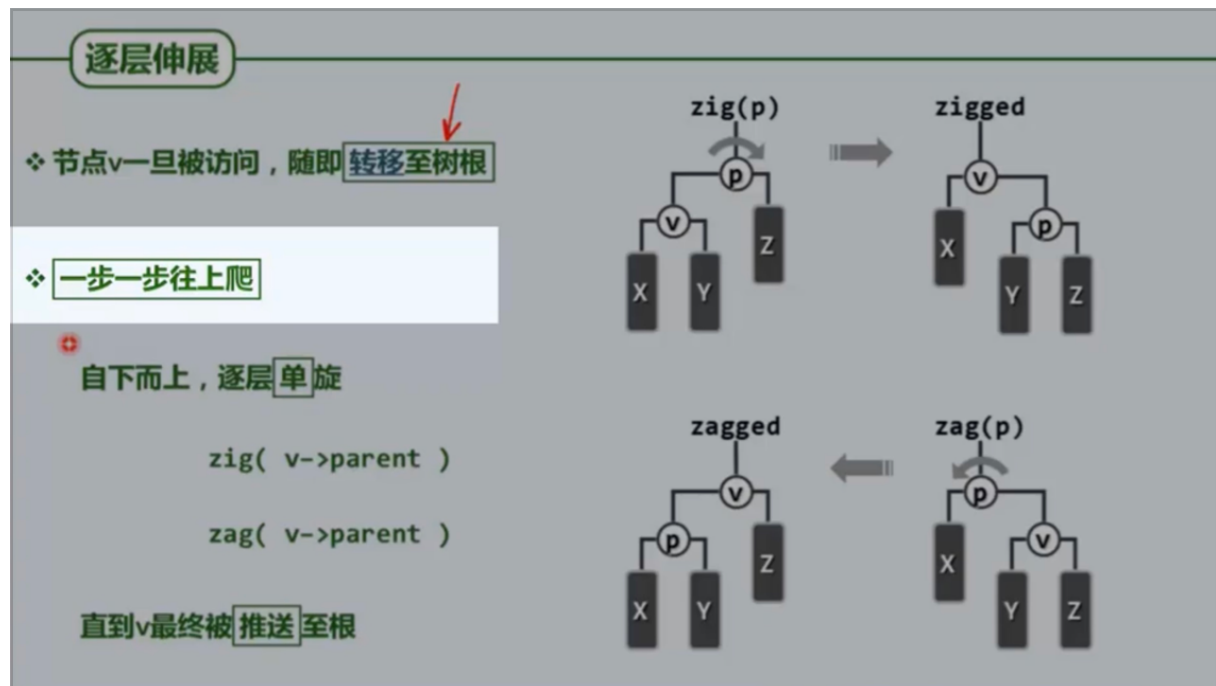 逐层伸展
❖ 节点v一旦被访问，随即转移至树根
❖ 一步一步往上爬
自下而上，逐层单旋
zig( v->parent )
zag( v->parent )
直到v最终被推送至根
zig(p)
p
v
Z
X
Y
zigged
v
X
p
Y
Z
zagged
v
p
Z
X
Y
zag(p)
p
X
v
Y
Z